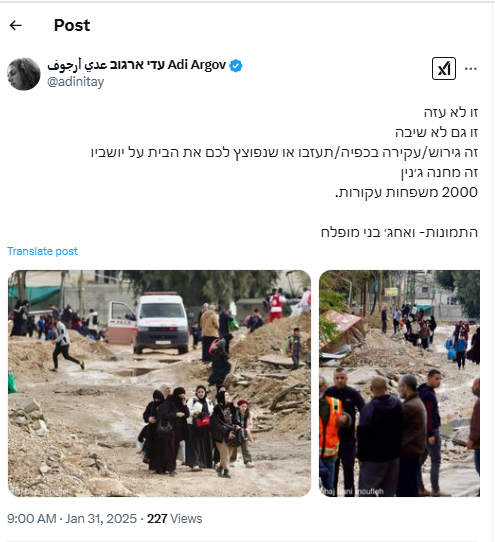 Post
עדי ארגוב عدي أرجوف Adi Argov
@adinitay
זו לא עזה
זו גם לא שיבה
זה גירוש/עקירה בכפיה/תעזבו או שנפוצץ לכם את הבית על יושביו
זה מחנה ג׳נין
2000 משפחות עקורות.
התמונות- ואחג׳ בני מופלח
Translate post
9:00 AM · Jan 31, 2025 · 227 Views